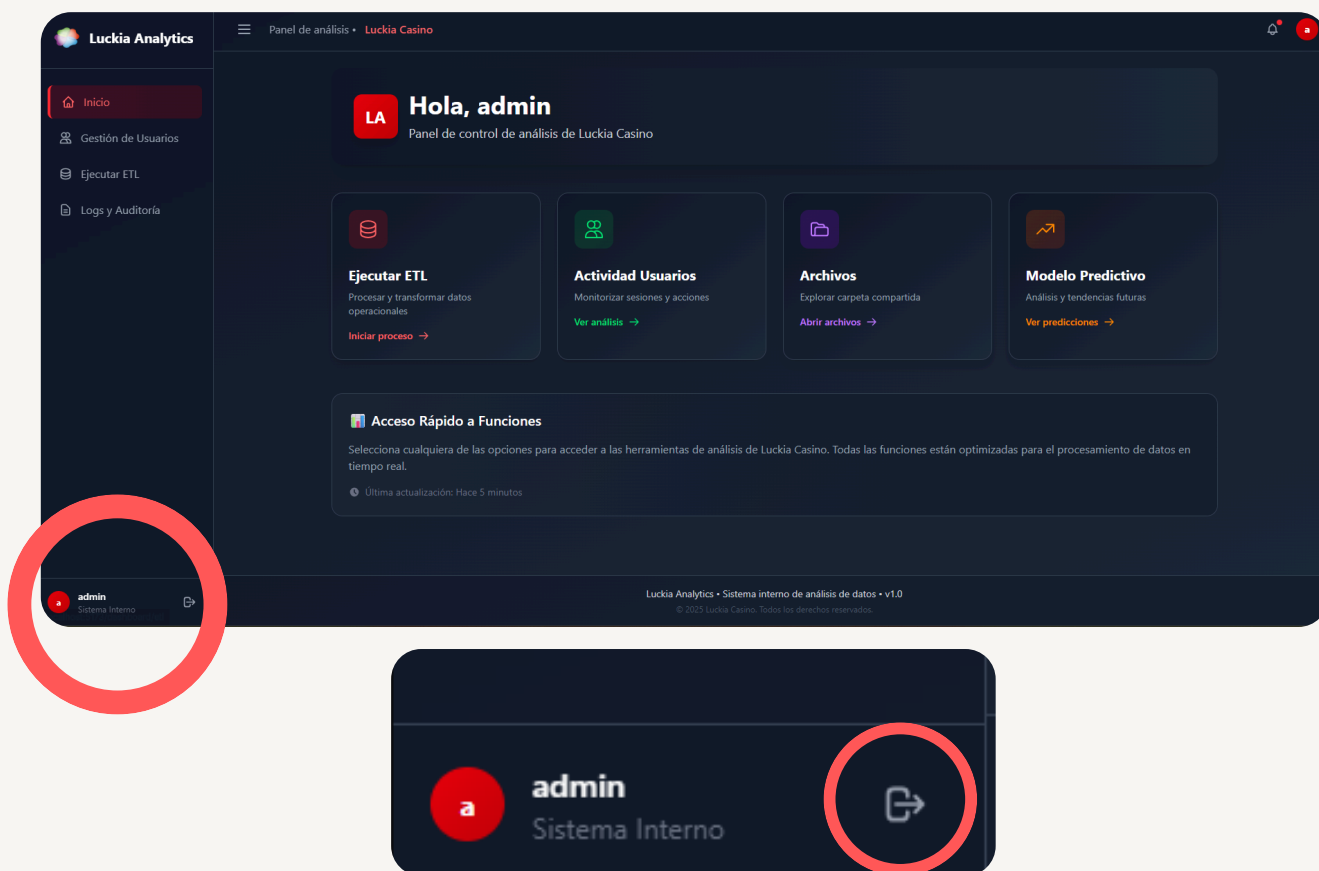 Luckia Analytics
Panel de análisis • Luckia Casino
a
Inicio
Gestión de Usuarios
Ejecutar ETL
Logs y Auditoría
LA
Hola, admin
Panel de control de análisis de Luckia Casino
Ejecutar ETL
Procesar y transformar datos
operacionales
Iniciar proceso →
Actividad Usuarios
Monitorizar sesiones y acciones
Ver análisis →
Archivos
Explorar carpeta compartida
Abrir archivos →
Modelo Predictivo
Análisis y tendencias futuras
Ver predicciones →
Acceso Rápido a Funciones
Selecciona cualquiera de las opciones para acceder a las herramientas de análisis de Luckia Casino. Todas las funciones están optimizadas para el procesamiento de datos en
tiempo real.
Última actualización: Hace 5 minutos
a
admin
Sistema Interno
Luckia Analytics • Sistema interno de análisis de datos • v1.0
© 2025 Luckia Casino. Todos los derechos reservados.
a
admin
Sistema Interno